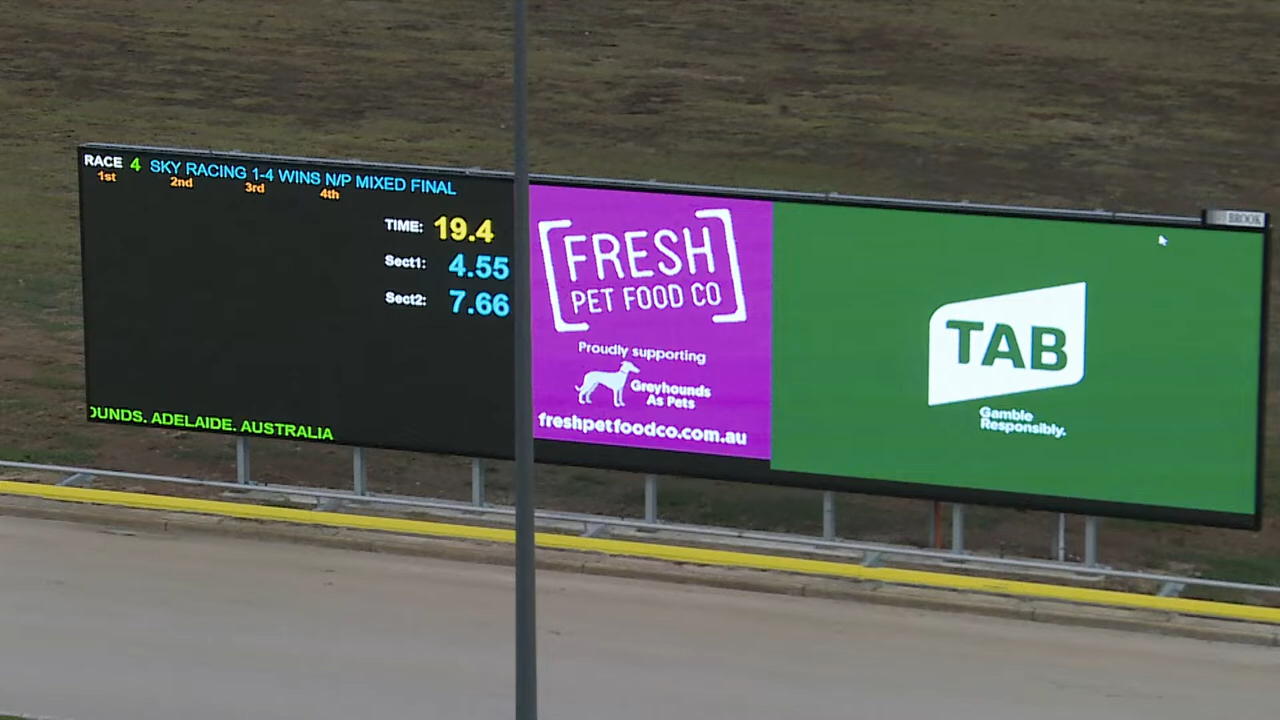 RACE 4 SKY RACING 1-4 WINS N/P MIXED FINAL
1st 2nd 3rd 4th
TIME: 19.4
Sect1: 4.55
Sect2: 7.66
OUNDS. ADELAIDE. AUSTRALIA
FRESH
PET FOOD CO
Proudly supporting
Greyhounds
As Pets
freshpetfoodco.com.au
TAB
Gamble
Responsibly.
BROOK